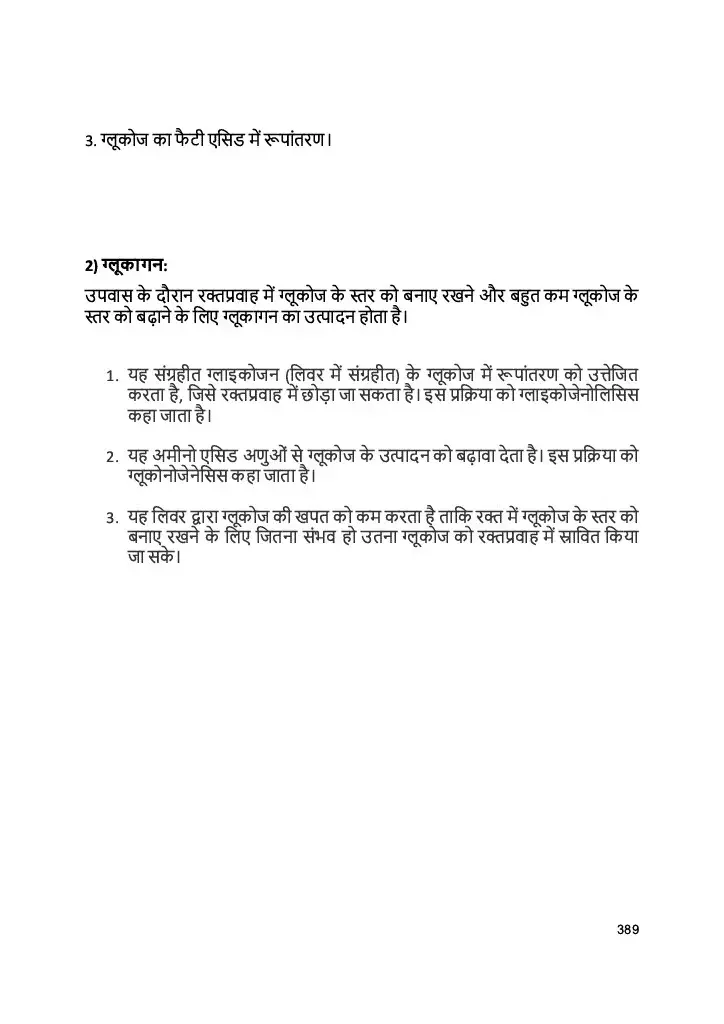 3. ग्लूकोज का फैटी एसिड में रूपांतरण।
2) ग्लूकागन:
उपवास के दौरान रक्तप्रवाह में ग्लूकोज के स्तर को बनाए रखने और बहुत कम ग्लूकोज के
स्तर को बढ़ाने के लिए ग्लूकागन का उत्पादन होता है।
1. यह संग्रहीत ग्लाइकोजन (लिवर में संग्रहीत) के ग्लूकोज में रूपांतरण को उत्तेजित
करता है, जिसे रक्तप्रवाह में छोड़ा जा सकता है। इस प्रक्रिया को ग्लाइकोजेनोलिसिस
कहा जाता है।
2. यह अमीनो एसिड अणुओं से ग्लूकोज के उत्पादन को बढ़ावा देता है। इस प्रक्रिया को
ग्लूकोनोजेनेसिस कहा जाता है।
3. यह लिवर द्वारा ग्लूकोज की खपत को कम करता है ताकि रक्त में ग्लूकोज के स्तर को
बनाए रखने के लिए जितना संभव हो उतना ग्लूकोज को रक्तप्रवाह में स्रावित किया
जा सके।
389